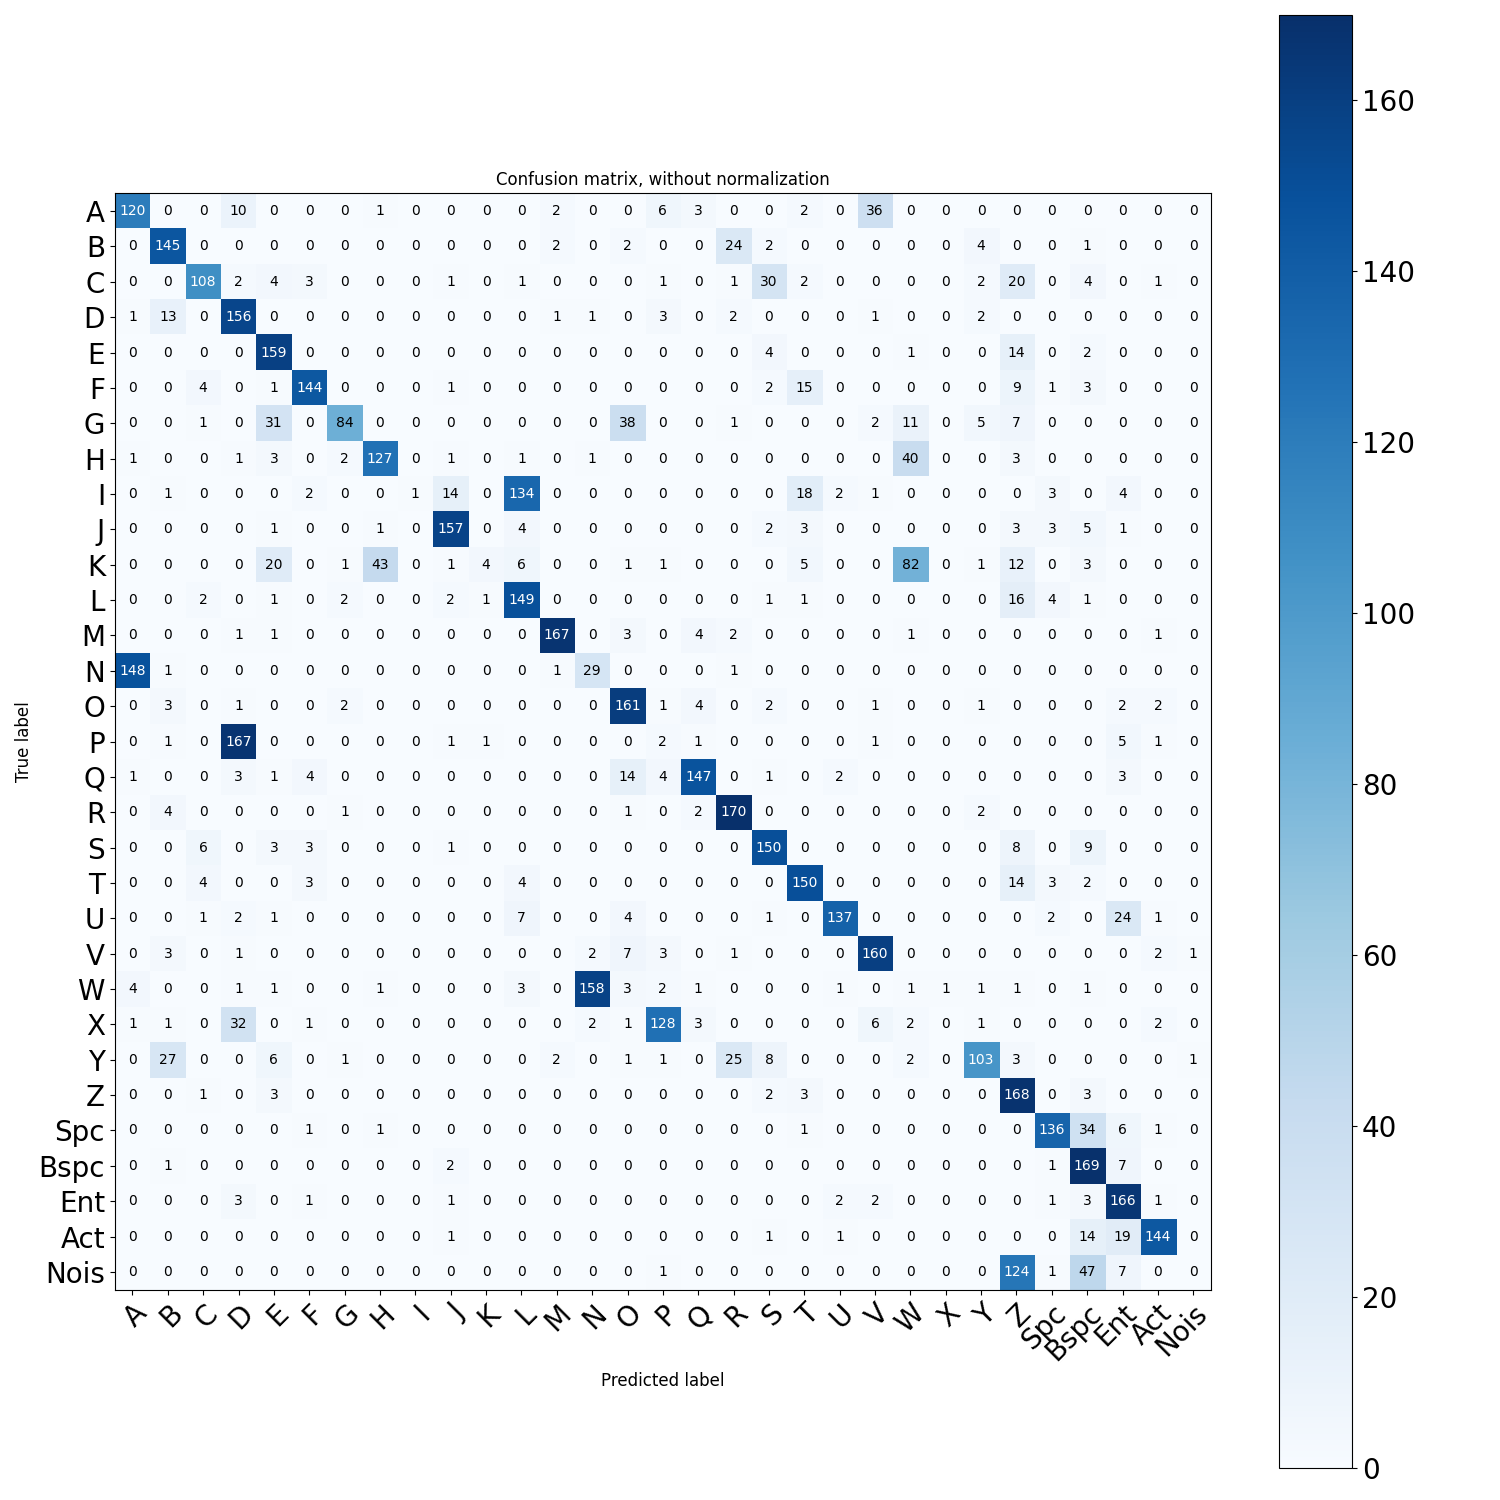 Confusion matrix, without normalization
A 120 0 0 10 0 0 0 1 0 0 0 0 2 0 0 6 3 0 0 2 0 36 0 0 0 0 0 0 0 0 0
B 0 145 0 0 0 0 0 0 0 0 0 0 2 0 2 0 0 24 2 0 0 0 0 0 4 0 0 1 0 0 0
C 0 0 108 2 4 3 0 0 0 1 0 1 0 0 0 1 0 1 30 2 0 0 0 0 2 20 0 4 0 1 0
D 1 13 0 156 0 0 0 0 0 0 0 0 1 1 0 3 0 2 0 0 0 1 0 0 2 0 0 0 0 0 0
E 0 0 0 0 159 0 0 0 0 0 0 0 0 0 0 0 0 0 4 0 0 0 1 0 0 14 0 2 0 0 0
F 0 0 4 0 1 144 0 0 0 1 0 0 0 0 0 0 0 0 2 15 0 0 0 0 0 9 1 3 0 0 0
G 0 0 1 0 31 0 84 0 0 0 0 0 0 0 38 0 0 1 0 0 0 2 11 0 5 7 0 0 0 0 0
H 1 0 0 1 3 0 2 127 0 1 0 1 0 1 0 0 0 0 0 0 0 0 40 0 0 3 0 0 0 0 0
I 0 1 0 0 0 2 0 0 1 14 0 134 0 0 0 0 0 0 0 18 2 1 0 0 0 0 3 0 4 0 0
J 0 0 0 0 1 0 0 1 0 157 0 4 0 0 0 0 0 0 2 3 0 0 0 0 0 3 3 5 1 0 0
K 0 0 0 0 20 0 1 43 0 1 4 6 0 0 1 1 0 0 0 5 0 0 82 0 1 12 0 3 0 0 0
L 0 0 2 0 1 0 2 0 0 2 1 149 0 0 0 0 0 0 1 1 0 0 0 0 0 16 4 1 0 0 0
M 0 0 0 1 1 0 0 0 0 0 0 0 167 0 3 0 4 2 0 0 0 0 1 0 0 0 0 0 0 1 0
N 148 1 0 0 0 0 0 0 0 0 0 0 1 29 0 0 0 1 0 0 0 0 0 0 0 0 0 0 0 0 0
O 0 3 0 1 0 0 2 0 0 0 0 0 0 0 161 1 4 0 2 0 0 1 0 0 1 0 0 0 2 2 0
P 0 1 0 167 0 0 0 0 0 1 1 0 0 0 0 2 1 0 0 0 0 1 0 0 0 0 0 0 5 1 0
Q 1 0 0 3 1 4 0 0 0 0 0 0 0 0 14 4 147 0 1 0 2 0 0 0 0 0 0 0 3 0 0
R 0 4 0 0 0 0 1 0 0 0 0 0 0 0 1 0 2 170 0 0 0 0 0 0 2 0 0 0 0 0 0
S 0 0 6 0 3 3 0 0 0 1 0 0 0 0 0 0 0 0 150 0 0 0 0 0 0 8 0 9 0 0 0
T 0 0 4 0 0 3 0 0 0 0 0 4 0 0 0 0 0 0 0 150 0 0 0 0 0 14 3 2 0 0 0
U 0 0 1 2 1 0 0 0 0 0 0 7 0 0 4 0 0 0 1 0 137 0 0 0 0 0 2 0 24 1 0
V 0 3 0 1 0 0 0 0 0 0 0 0 0 2 7 3 0 1 0 0 0 160 0 0 0 0 0 0 0 2 1
W 4 0 0 1 1 0 0 1 0 0 0 3 0 158 3 2 1 0 0 0 1 0 1 1 1 1 0 1 0 0 0
X 1 1 0 32 0 1 0 0 0 0 0 0 0 2 1 128 3 0 0 0 0 6 2 0 1 0 0 0 0 2 0
Y 0 27 0 0 6 0 1 0 0 0 0 0 2 0 1 1 0 25 8 0 0 0 2 0 103 3 0 0 0 0 1
Z 0 0 1 0 3 0 0 0 0 0 0 0 0 0 0 0 0 0 2 3 0 0 0 0 0 168 0 3 0 0 0
Spc 0 0 0 0 0 1 0 1 0 0 0 0 0 0 0 0 0 0 0 1 0 0 0 0 0 0 136 34 6 1 0
Bspc 0 1 0 0 0 0 0 0 0 2 0 0 0 0 0 0 0 0 0 0 0 0 0 0 0 0 1 169 7 0 0
Ent 0 0 0 3 0 1 0 0 0 1 0 0 0 0 0 0 0 0 0 0 2 2 0 0 0 0 1 3 166 1 0
Act 0 0 0 0 0 0 0 0 0 1 0 0 0 0 0 0 0 0 1 0 1 0 0 0 0 0 0 14 19 144 0
Nois 0 0 0 0 0 0 0 0 0 0 0 0 0 0 0 1 0 0 0 0 0 0 0 0 0 124 1 47 7 0 0
A B C D E F G H I J K L M N O P Q R S T U V W X Y Z Spc Bspc Ent Act Nois
True label
Predicted label
160
140
120
100
80
60
40
20
0